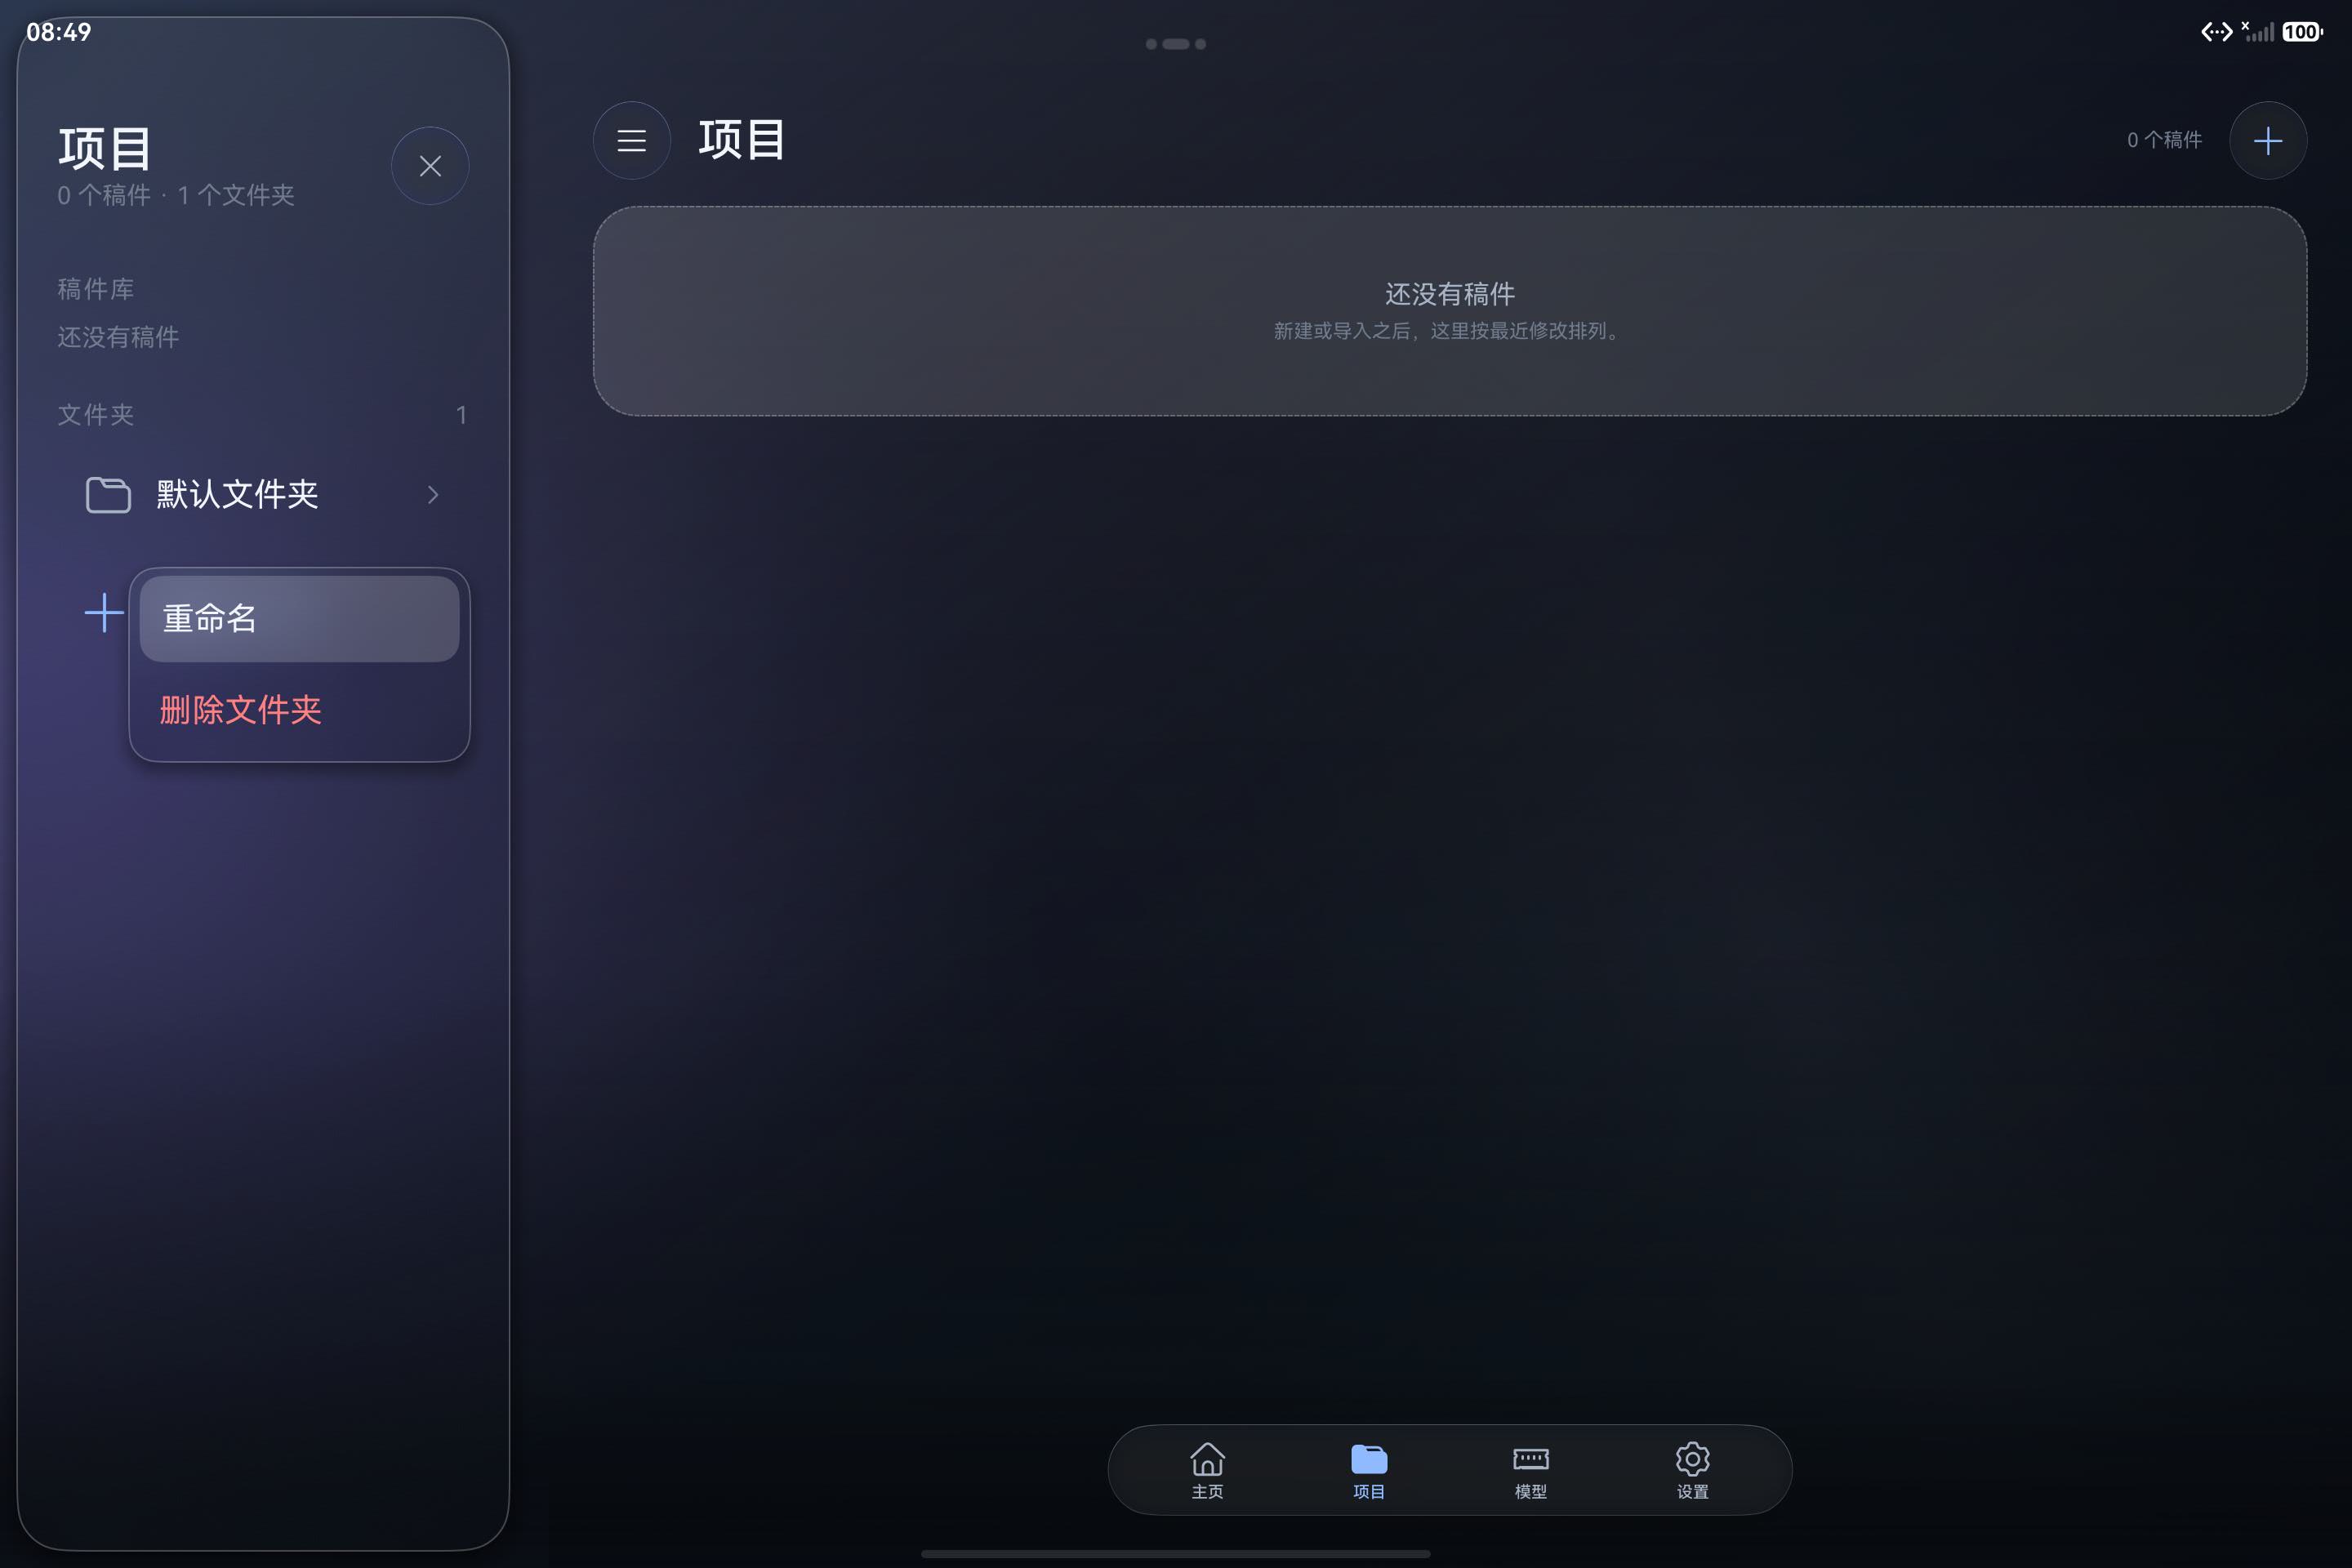 08:49
100
项目
0 个稿件 · 1 个文件夹
稿件库
还没有稿件
文件夹 1
默认文件夹
重命名
删除文件夹
项目
0 个稿件
还没有稿件
新建或导入之后，这里按最近修改排列。
主页
项目
模型
设置